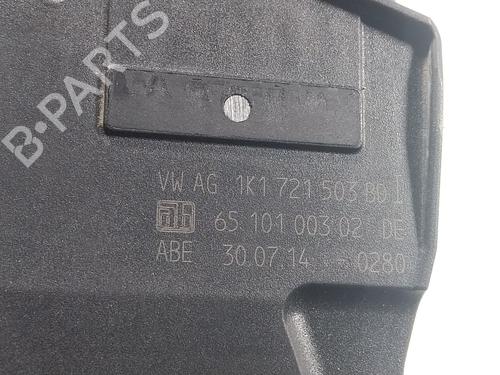 B-PARTS
VW AG 1K1 721 503 BD I
65 101 003 02 DE
ABE 30.07.14 - 0280